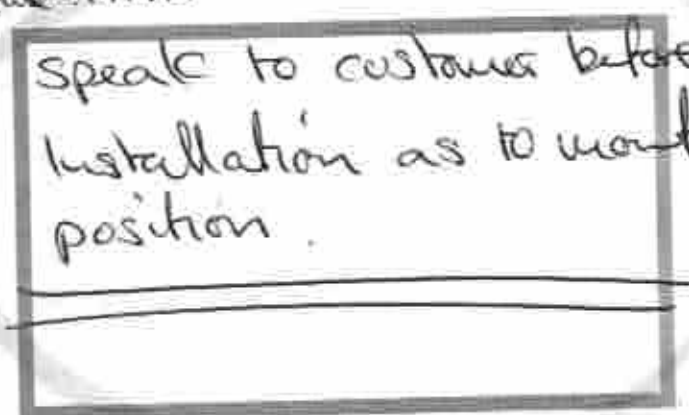 speak to customer before
Installation as to
position.